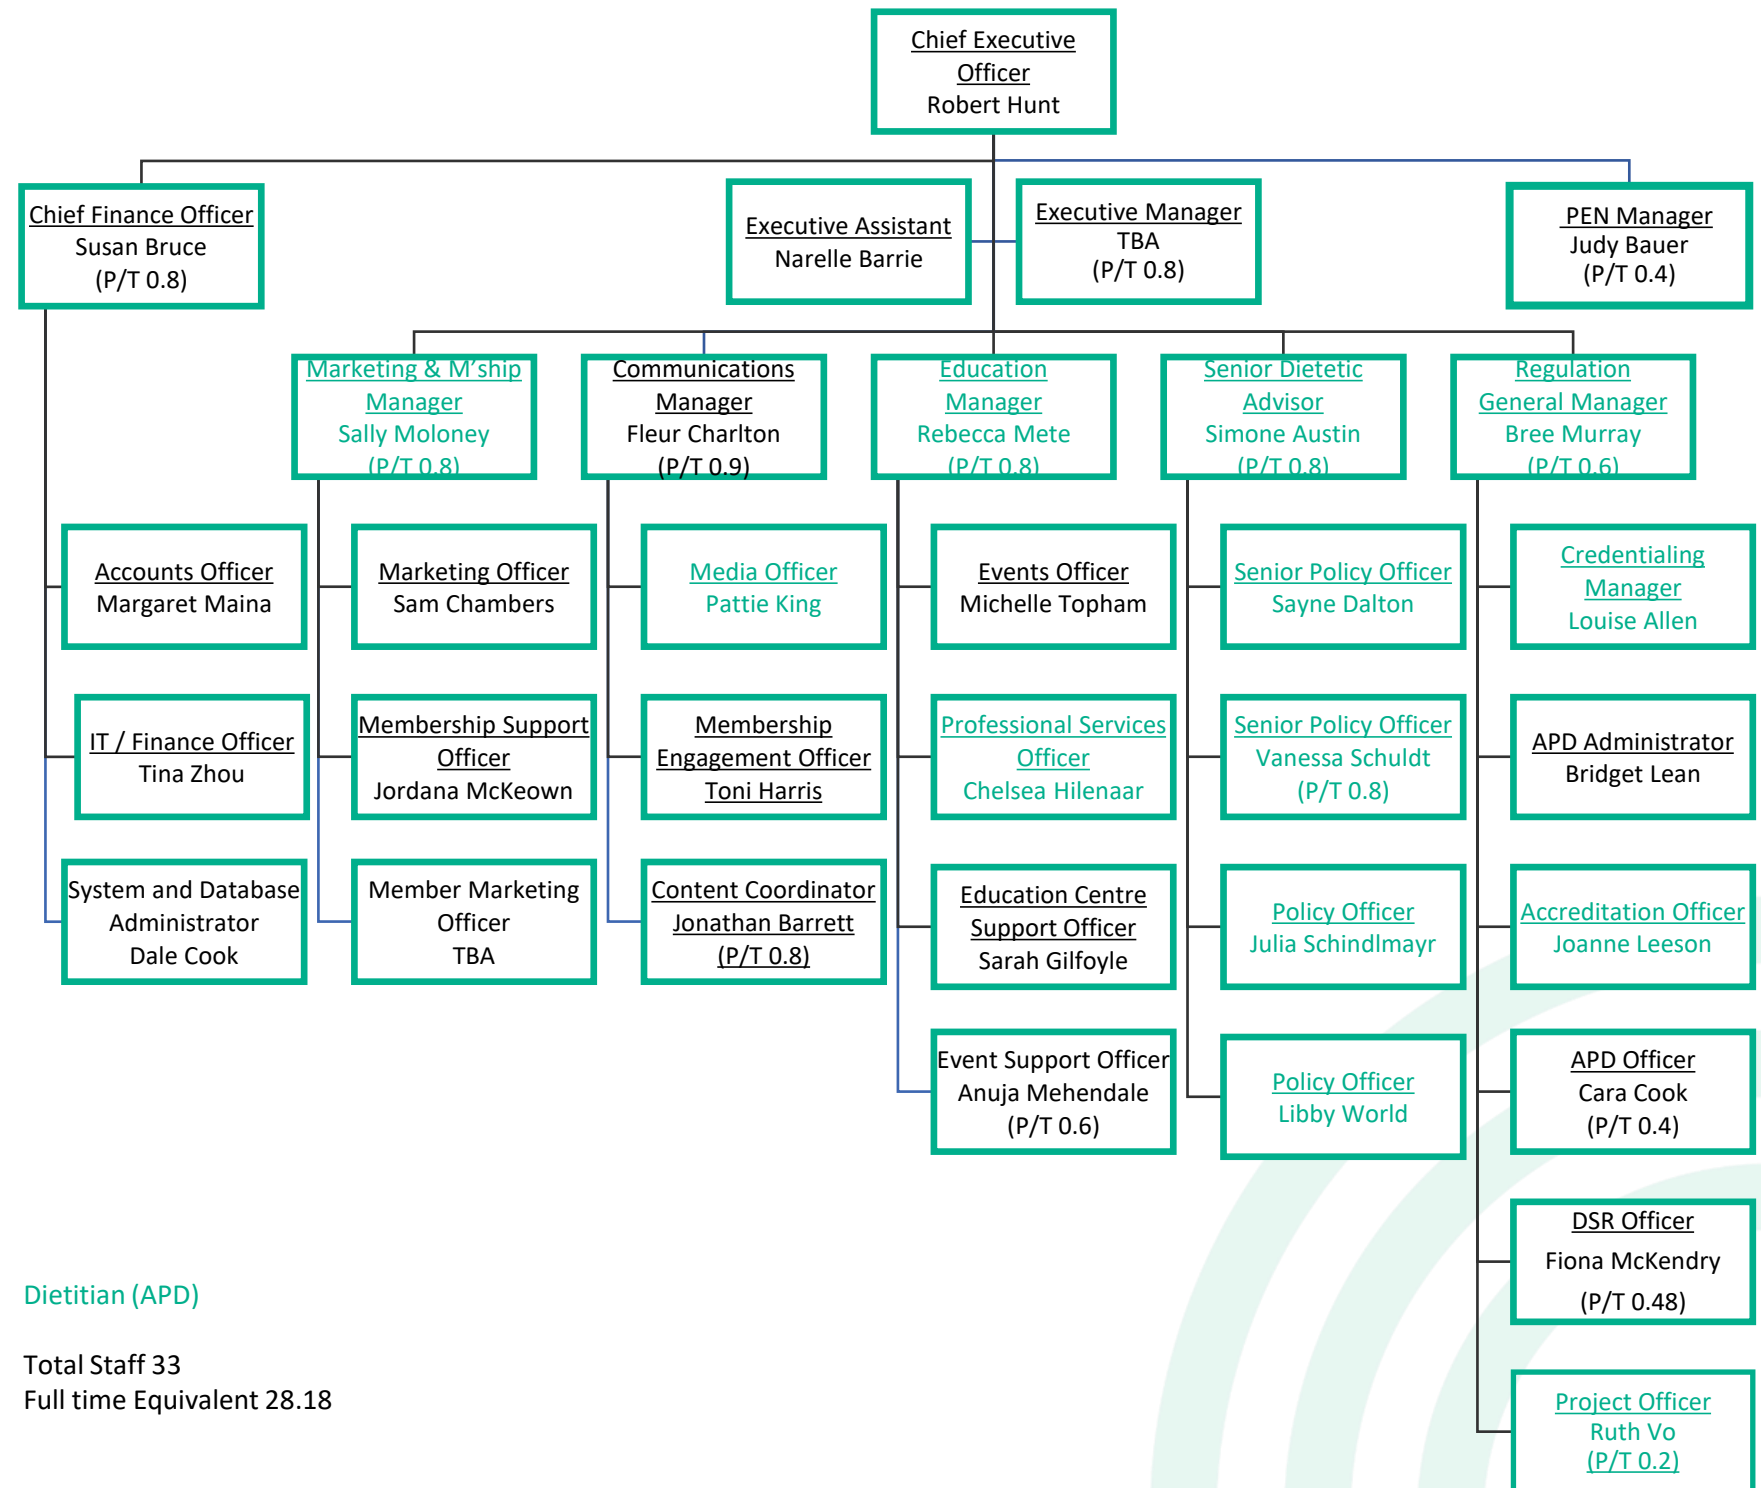 Chief Executive
Officer
Robert Hunt
Chief Finance Officer
Susan Bruce
(P/T 0.8)
Executive Assistant
Narelle Barrie
Executive Manager
TBA
(P/T 0.8)
PEN Manager
Judy Bauer
(P/T 0.4)
Marketing & M'ship
Manager
Sally Moloney
(P/T 0.8)
Communications
Manager
Fleur Charlton
(P/T 0.9)
Education
Manager
Rebecca Mete
(P/T 0.8)
Senior Dietetic
Advisor
Simone Austin
(P/T 0.8)
Regulation
General Manager
Bree Murray
(P/T 0.6)
Accounts Officer
Margaret Maina
Marketing Officer
Sam Chambers
Media Officer
Pattie King
Events Officer
Michelle Topham
Senior Policy Officer
Sayne Dalton
Credentialing
Manager
Louise Allen
IT / Finance Officer
Tina Zhou
Membership Support
Officer
Jordana McKeown
Membership
Engagement Officer
Toni Harris
Professional Services
Officer
Chelsea Hilenaar
Senior Policy Officer
Vanessa Schuldt
(P/T 0.8)
APD Administrator
Bridget Lean
System and Database
Administrator
Dale Cook
Member Marketing
Officer
TBA
Content Coordinator
Jonathan Barrett
(P/T 0.8)
Education Centre
Support Officer
Sarah Gilfoyle
Policy Officer
Julia Schindlmayr
Accreditation Officer
Joanne Leeson
Event Support Officer
Anuja Mehendale
(P/T 0.6)
Policy Officer
Libby World
APD Officer
Cara Cook
(P/T 0.4)
DSR Officer
Fiona McKendry
(P/T 0.48)
Project Officer
Ruth Vo
(P/T 0.2)
Dietitian (APD)
Total Staff 33
Full time Equivalent 28.18